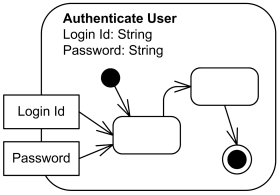 Authenticate User
Login Id: String
Password: String
Login Id
Password